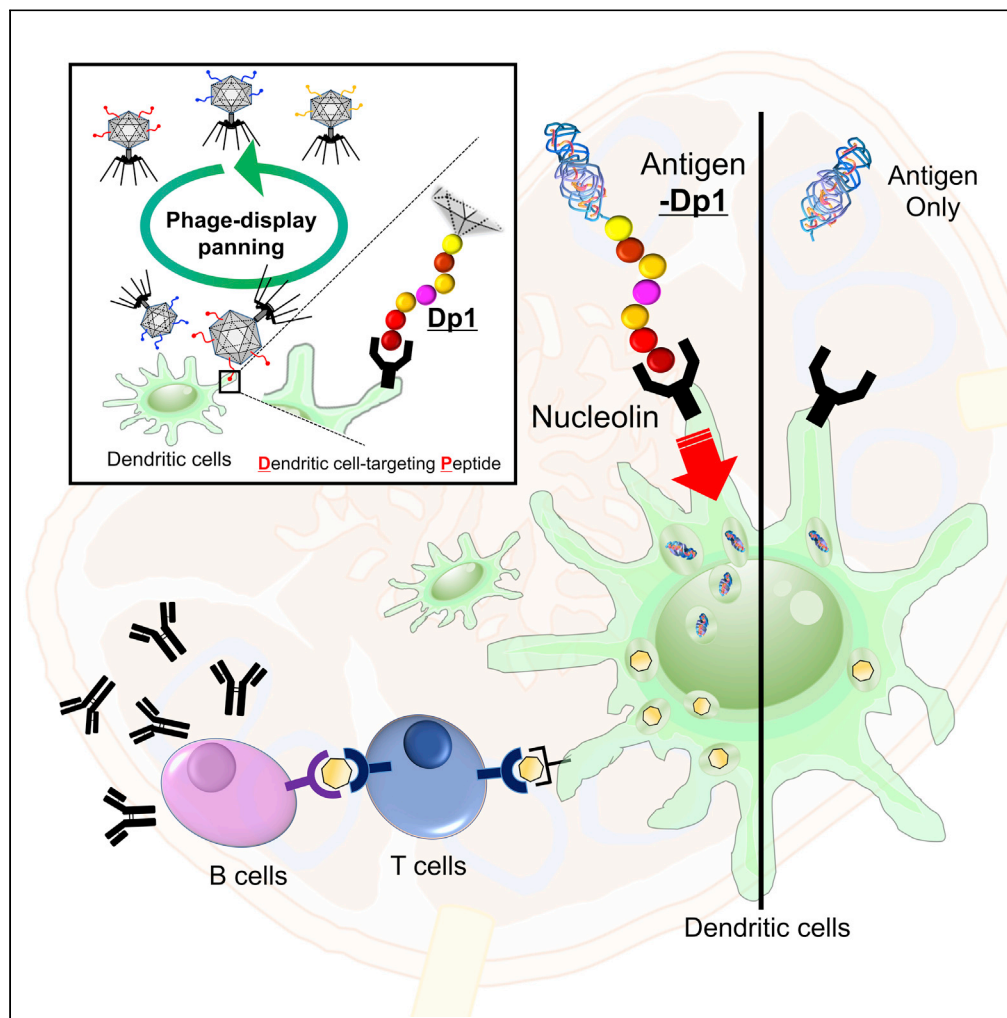 Phage-display
panning
Dp1
Dendritic cells
Dendritic cell-targeting Peptide
Antigen
-Dp1
Antigen
Only
Nucleolin
B cells
T cells
Dendritic cells